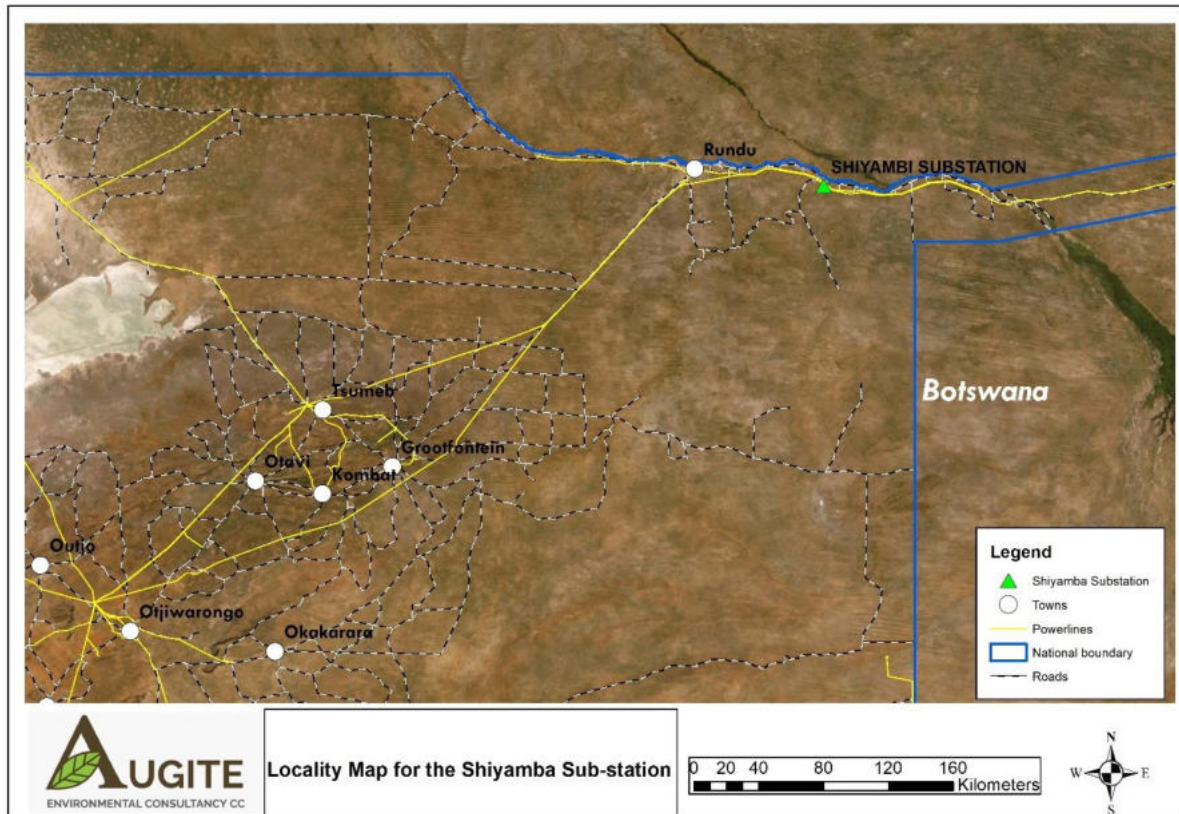 Rundu
SHIYAMBI SUBSTATION
Botswana
Tsumeb
Grootfontein
Otavi
Kombat
Outjo
Otjiwarongo
Okakarara
Legend
Shiyamba Substation
Towns
Powerlines
National boundary
Roads
AUGITE
ENVIRONMENTAL CONSULTANCY CC
Locality Map for the Shiyamba Sub-station
0 20 40 80 120 160
Kilometers
N
W E
S